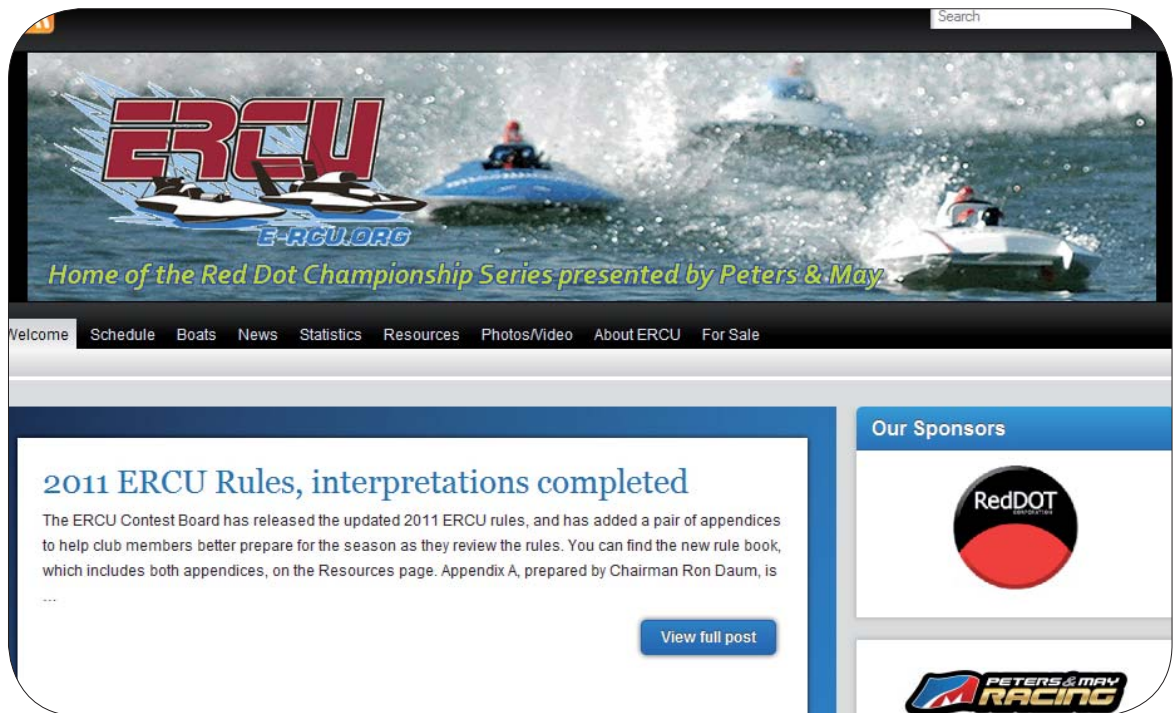 Search
ERCU
E-RCU.ORG
Home of the Red Dot Championship Series presented by Peters & May
Welcome Schedule Boats News Statistics Resources Photos/Video About ERCU For Sale
2011 ERCU Rules, interpretations completed
The ERCU Contest Board has released the updated 2011 ERCU rules, and has added a pair of appendices
to help club members better prepare for the season as they review the rules. You can find the new rule book,
which includes both appendices, on the Resources page. Appendix A, prepared by Chairman Ron Daum, is
...
View full post
Our Sponsors
RedDOT
CORPORATION
PETERS & MAY
RACING